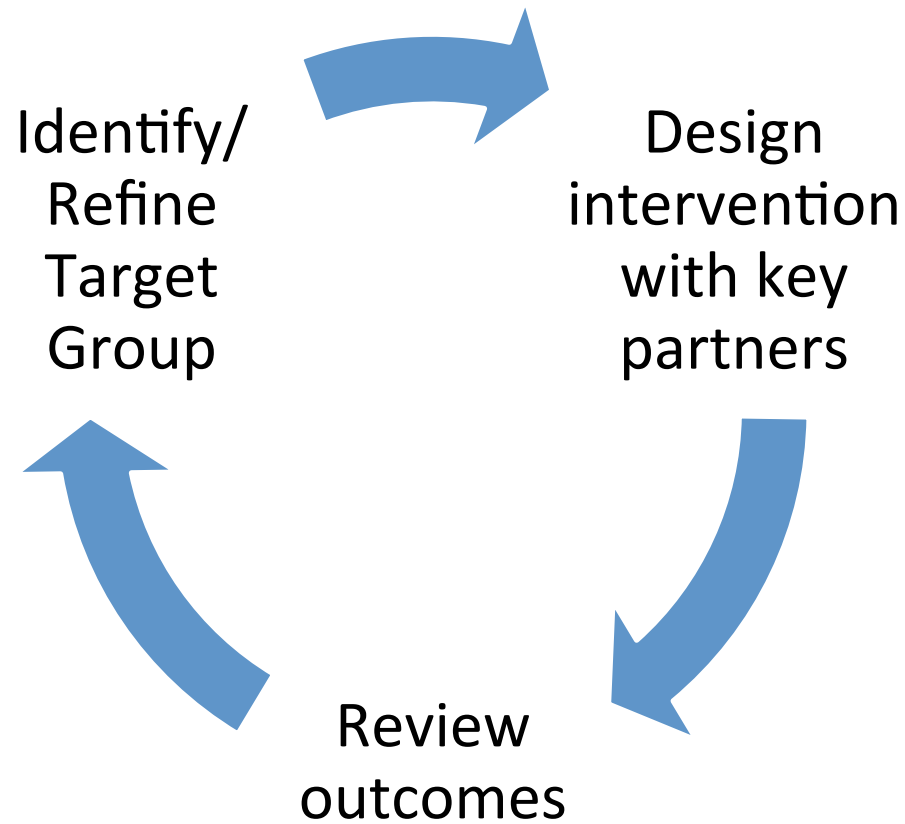 Identify/
Refine
Target
Group
Design
intervention
with key
partners
Review
outcomes